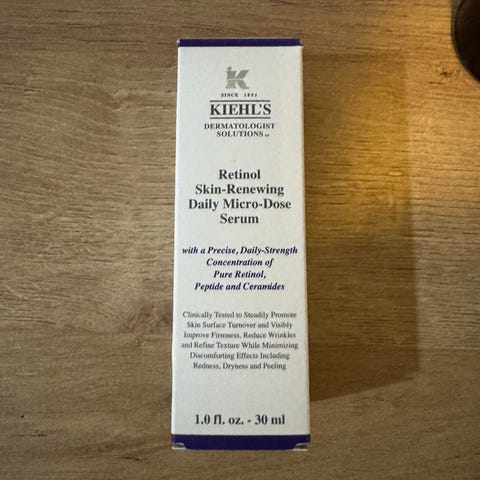 K
SINCE 1851
KIEHL'S
DERMATOLOGIST
SOLUTIONS™
Retinol
Skin-Renewing
Daily Micro-Dose
Serum
with a Precise, Daily-Strength
Concentration of
Pure Retinol,
Peptide and Ceramides
Clinically Tested to Steadily Promote
Skin Surface Turnover and Visibly
Improve Firmness, Reduce Wrinkles
and Refine Texture While Minimizing
Discomforting Effects Including
Redness, Dryness and Peeling
1.0 fl. oz. - 30 ml